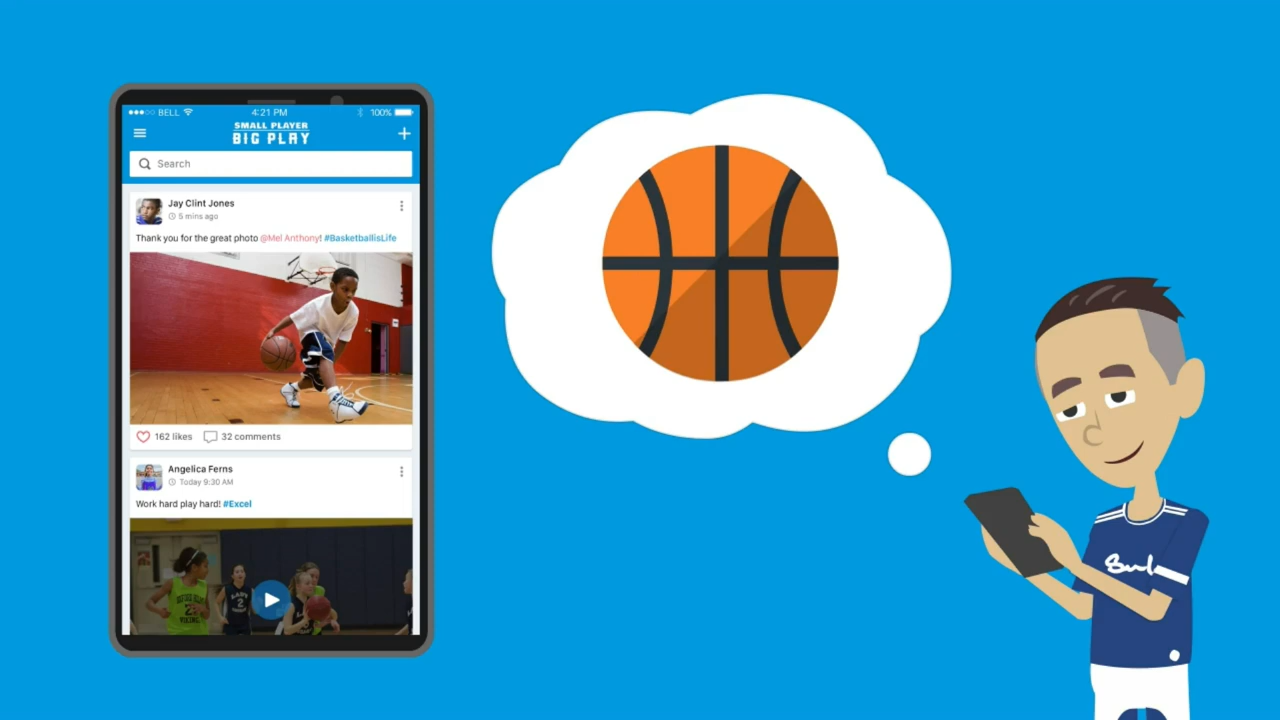 BELL 4:21 PM 100%
SMALL PLAYER
BIG PLAY
Search
Jay Clint Jones
5 mins ago
Thank you for the great photo @Mel Anthony! #BasketballisLife
162 likes 32 comments
Angelica Ferns
Today 9:30 AM
Work hard play hard! #Excel
2